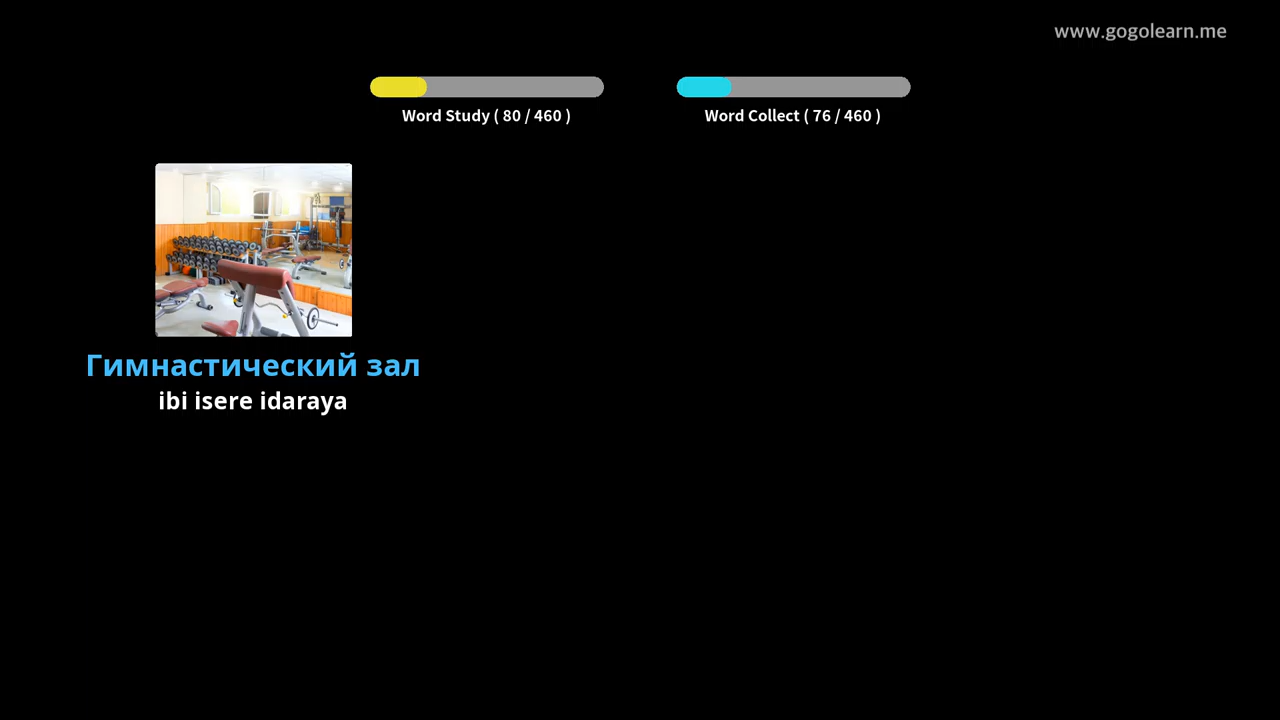 www.gogolearn.me
Word Study ( 80 / 460 )
Word Collect ( 76 / 460 )
Гимнастический зал
ibi isere idaraya